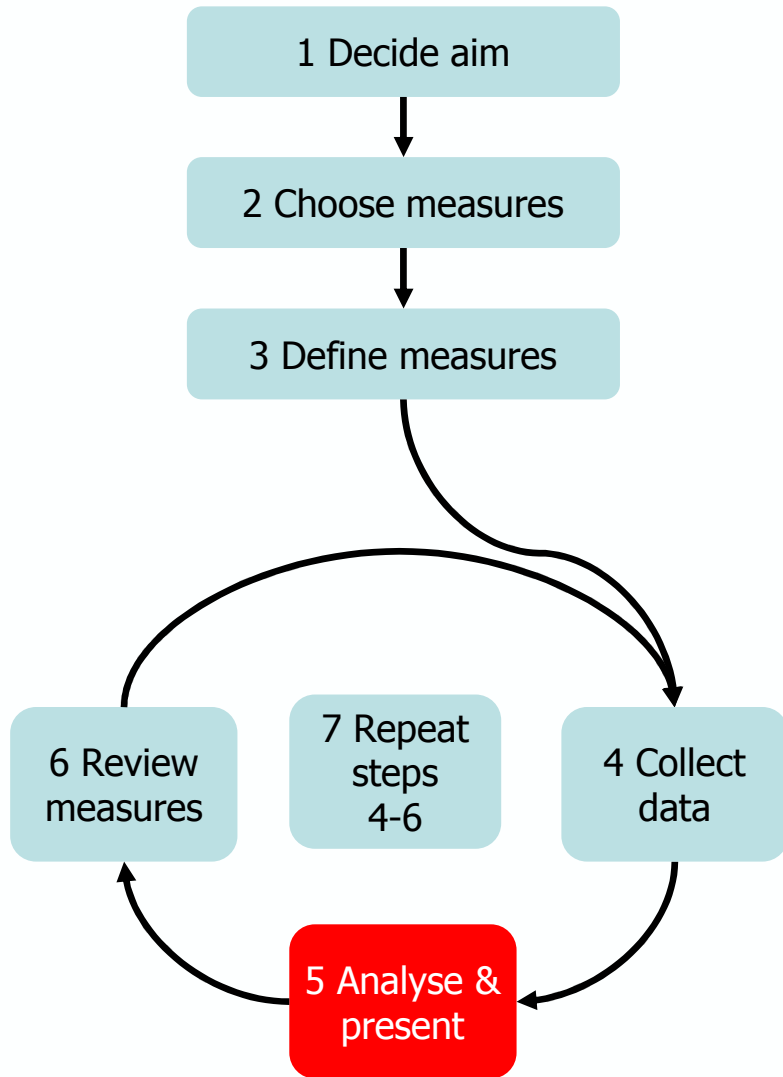 1 Decide aim
2 Choose measures
3 Define measures
6 Review
measures
7 Repeat
steps
4-6
4 Collect
data
5 Analyse &
present